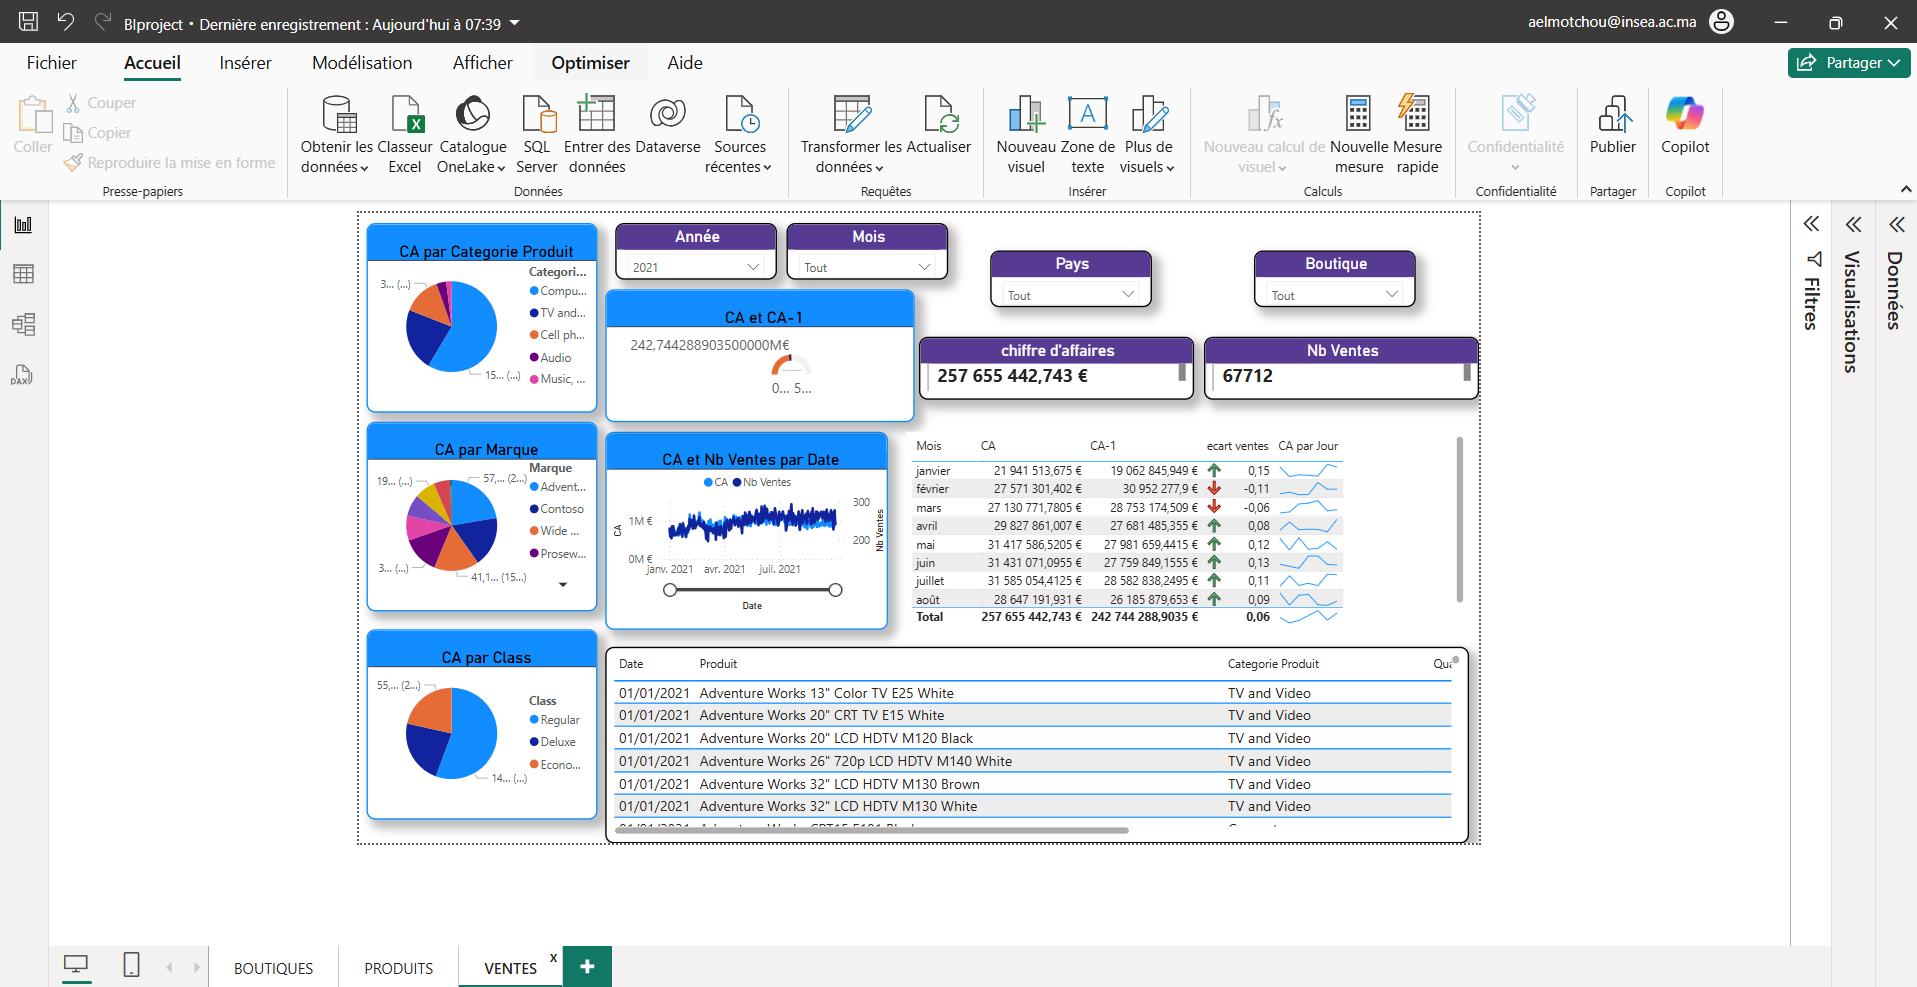 BIproject • Dernière enregistrement : Aujourd'hui à 07:39
aelmotchou@insea.ac.ma
Fichier Accueil Insérer Modélisation Afficher Optimiser Aide
Partager
Coller
Couper
Copier
Reproduire la mise en forme
Presse-papiers
Obtenir les données
Classeur Excel
Catalogue OneLake
SQL Server
Entrer des données
Dataverse
Sources récentes
Données
Transformer les données
Actualiser
Requêtes
Nouveau visuel
Zone de texte
Plus de visuels
Insérer
Nouveau calcul de visuel
Nouvelle mesure
Mesure rapide
Calculs
Confidentialité
Confidentialité
Publier
Partager
Copilot
Copilot
CA par Categorie Produit
Categori...
Compu...
TV and...
Cell ph...
Audio
Music, ...
3... (...)
15... (...)
Année
2021
Mois
Tout
Pays
Tout
Boutique
Tout
CA et CA-1
242,744288903500000M€
0... 5...
chiffre d'affaires
257 655 442,743 €
Nb Ventes
67712
CA par Marque
Marque
Advent...
Contoso
Wide ...
Prosew...
19... (...)
57,... (2...)
3... (...)
41,1... (15...)
CA et Nb Ventes par Date
CA Nb Ventes
CA
1M €
0M €
300
200
Nb Ventes
janv. 2021 avr. 2021 juil. 2021
Date
Mois CA CA-1 ecart ventes CA par Jour
janvier 21 941 513,675 € 19 062 845,949 € 0,15
février 27 571 301,402 € 30 952 277,9 € -0,11
mars 27 130 771,7805 € 28 753 174,509 € -0,06
avril 29 827 861,007 € 27 681 485,355 € 0,08
mai 31 417 586,5205 € 27 981 659,4415 € 0,12
juin 31 431 071,0955 € 27 759 849,1555 € 0,13
juillet 31 585 054,4125 € 28 582 838,2495 € 0,11
août 28 647 191,931 € 26 185 879,653 € 0,09
Total 257 655 442,743 € 242 744 288,9035 € 0,06
CA par Class
Class
Regular
Deluxe
Econo...
55,... (2...)
14... (...)
Date Produit Categorie Produit Qua
01/01/2021 Adventure Works 13" Color TV E25 White TV and Video
01/01/2021 Adventure Works 20" CRT TV E15 White TV and Video
01/01/2021 Adventure Works 20" LCD HDTV M120 Black TV and Video
01/01/2021 Adventure Works 26" 720p LCD HDTV M140 White TV and Video
01/01/2021 Adventure Works 32" LCD HDTV M130 Brown TV and Video
01/01/2021 Adventure Works 32" LCD HDTV M130 White TV and Video
Filtres
Visualisations
Données
BOUTIQUES PRODUITS VENTES x